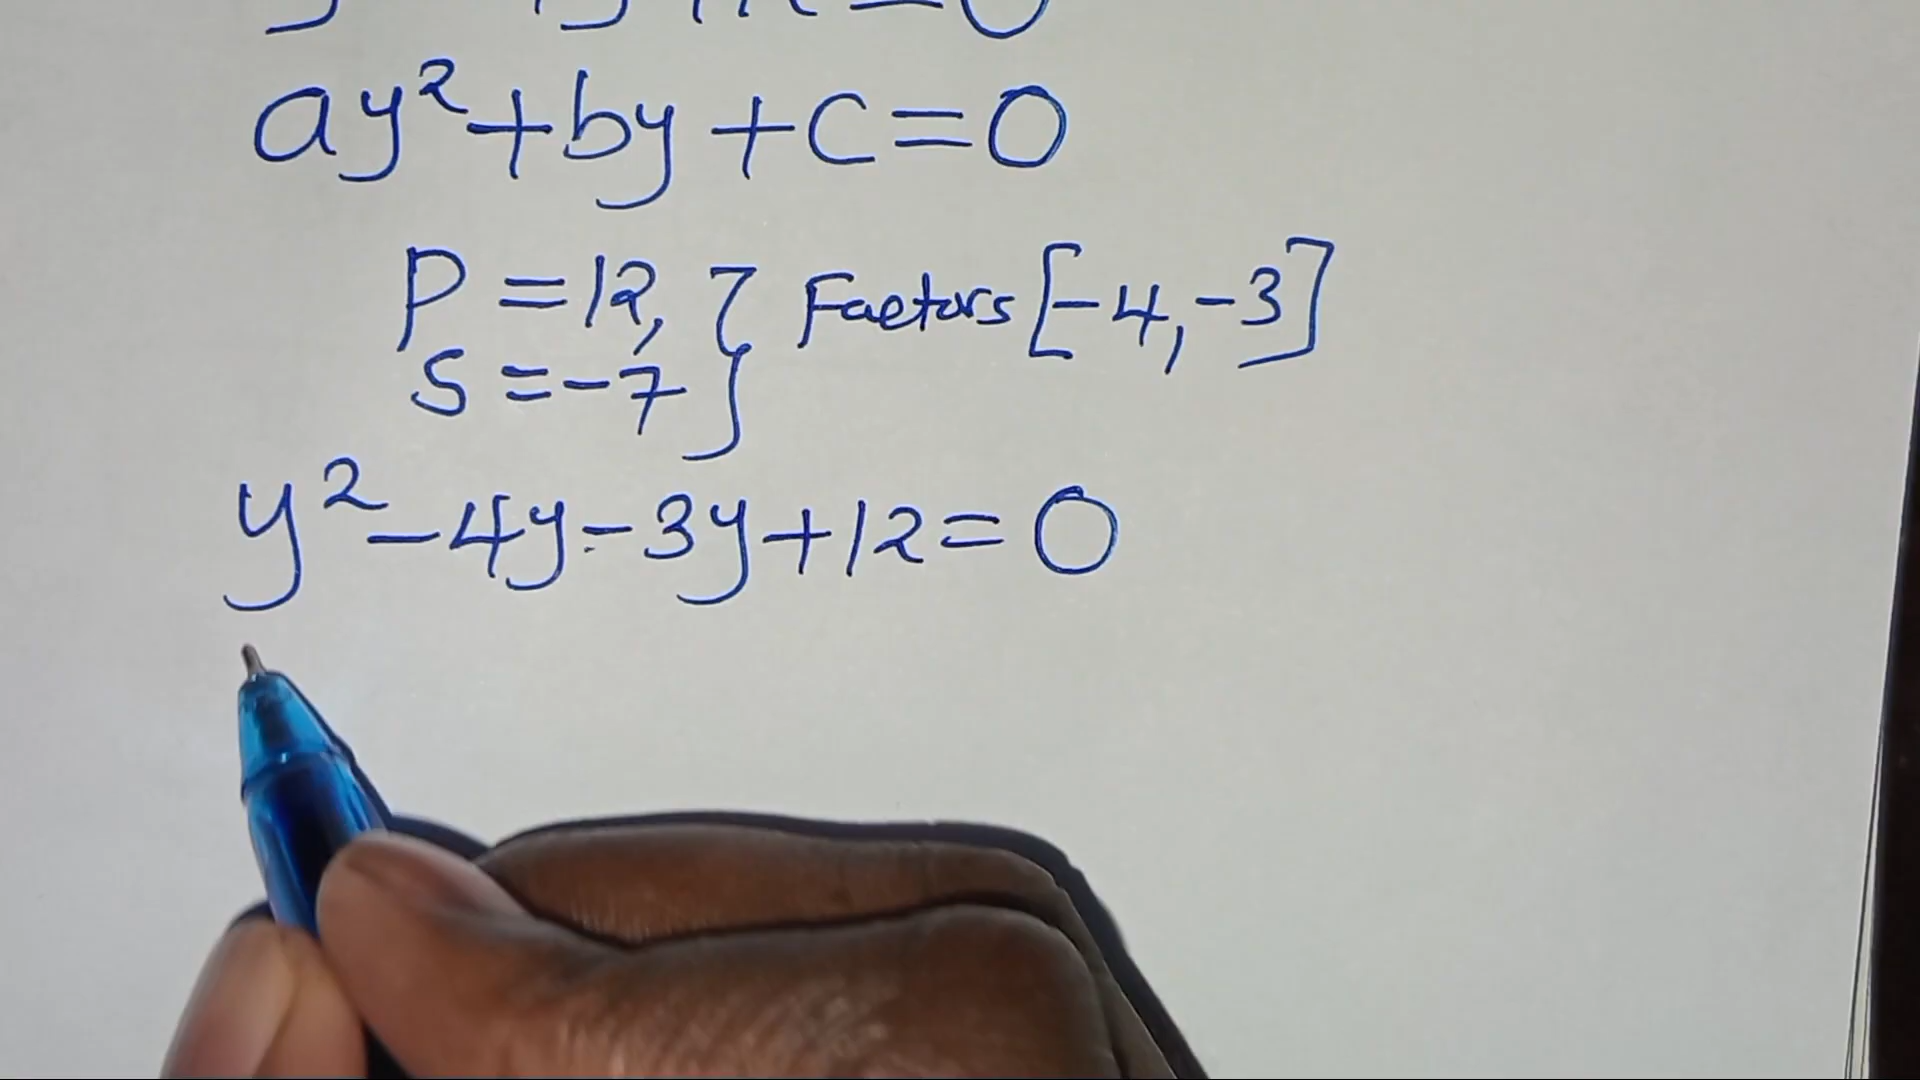 ay²+by+c=0
P=12, } Factors [-4,-3]
S=-7
y²-4y-3y+12=0